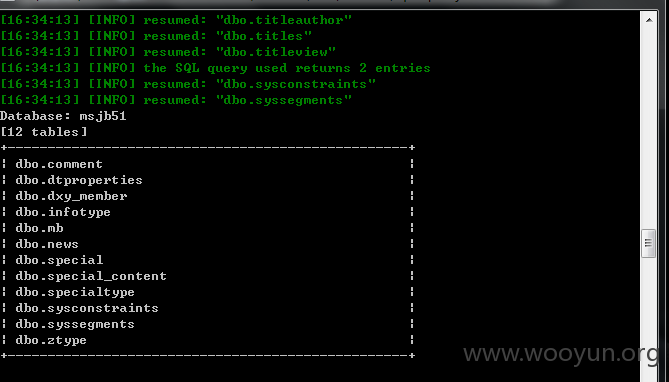 [16:34:13] [INFO] resumed: "dbo.titleauthor"
[16:34:13] [INFO] resumed: "dbo.titles"
[16:34:13] [INFO] resumed: "dbo.titleview"
[16:34:13] [INFO] the SQL query used returns 2 entries
[16:34:13] [INFO] resumed: "dbo.sysconstraints"
[16:34:13] [INFO] resumed: "dbo.syssegments"
Database: msjb51
[12 tables]
+--------------------------------------------------+
¦ dbo.comment ¦
¦ dbo.dtproperties ¦
¦ dbo.dxy_member ¦
¦ dbo.infotype ¦
¦ dbo.mb ¦
¦ dbo.news ¦
¦ dbo.special ¦
¦ dbo.special_content ¦
¦ dbo.specialtype ¦
¦ dbo.sysconstraints ¦
¦ dbo.syssegments ¦
¦ dbo.ztype ¦
+--------------------------------------------------+
www.wooyun.org